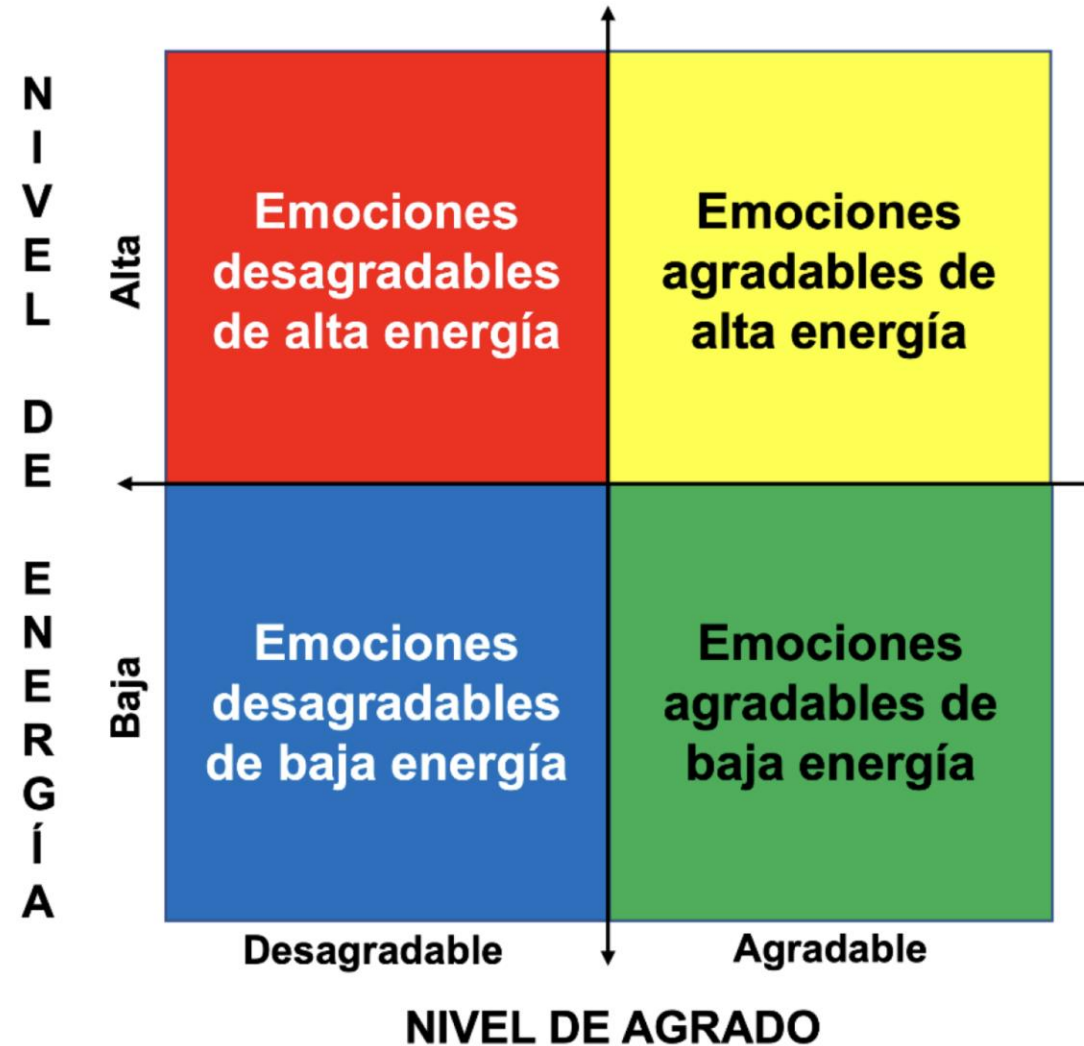 NIVEL DE ENERGÍA
Alta
Emociones
desagradables
de alta energía
Emociones
agradables de
alta energía
Baja
Emociones
desagradables
de baja energía
Emociones
agradables de
baja energía
Desagradable
Agradable
NIVEL DE AGRADO